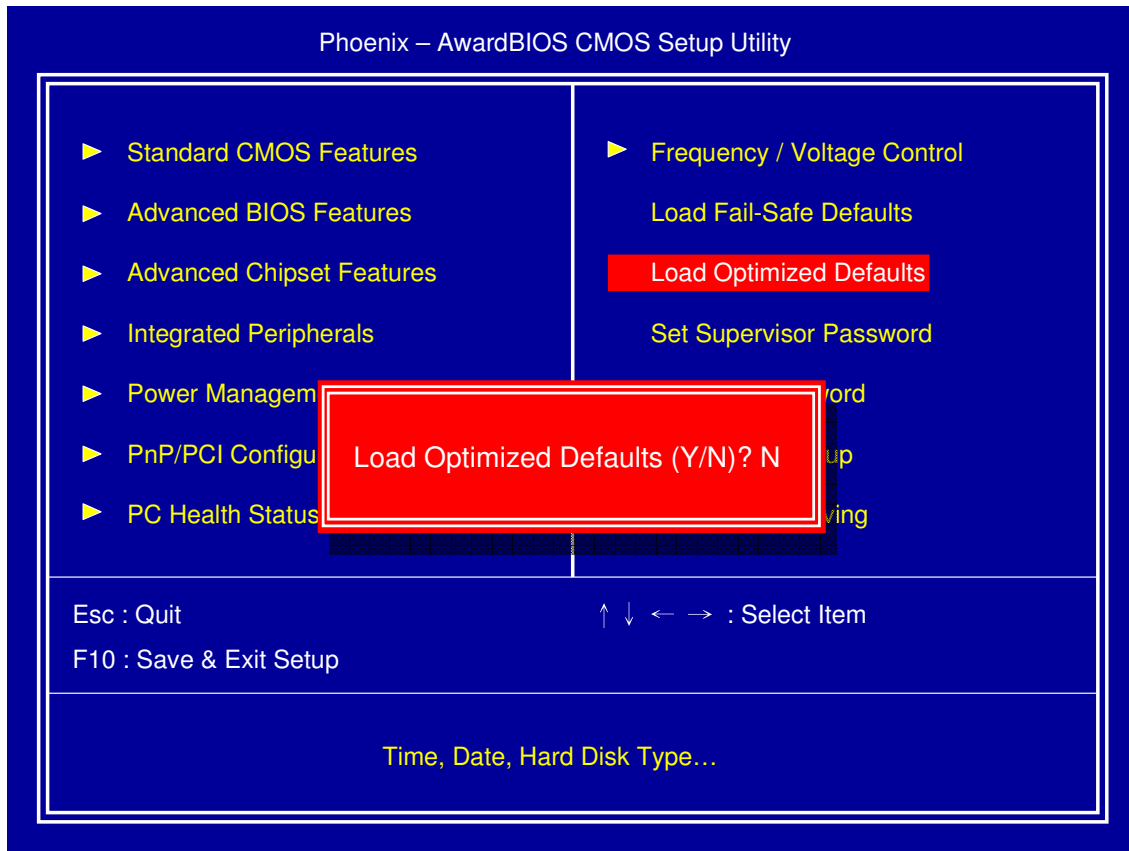 Phoenix – AwardBIOS CMOS Setup Utility
Standard CMOS Features
Advanced BIOS Features
Advanced Chipset Features
Integrated Peripherals
Power Managem
PnP/PCI Configu
PC Health Status
Frequency / Voltage Control
Load Fail-Safe Defaults
Load Optimized Defaults
Set Supervisor Password
ord
up
ving
Load Optimized Defaults (Y/N)? N
Esc : Quit
↑ ↓ ← → : Select Item
F10 : Save & Exit Setup
Time, Date, Hard Disk Type…